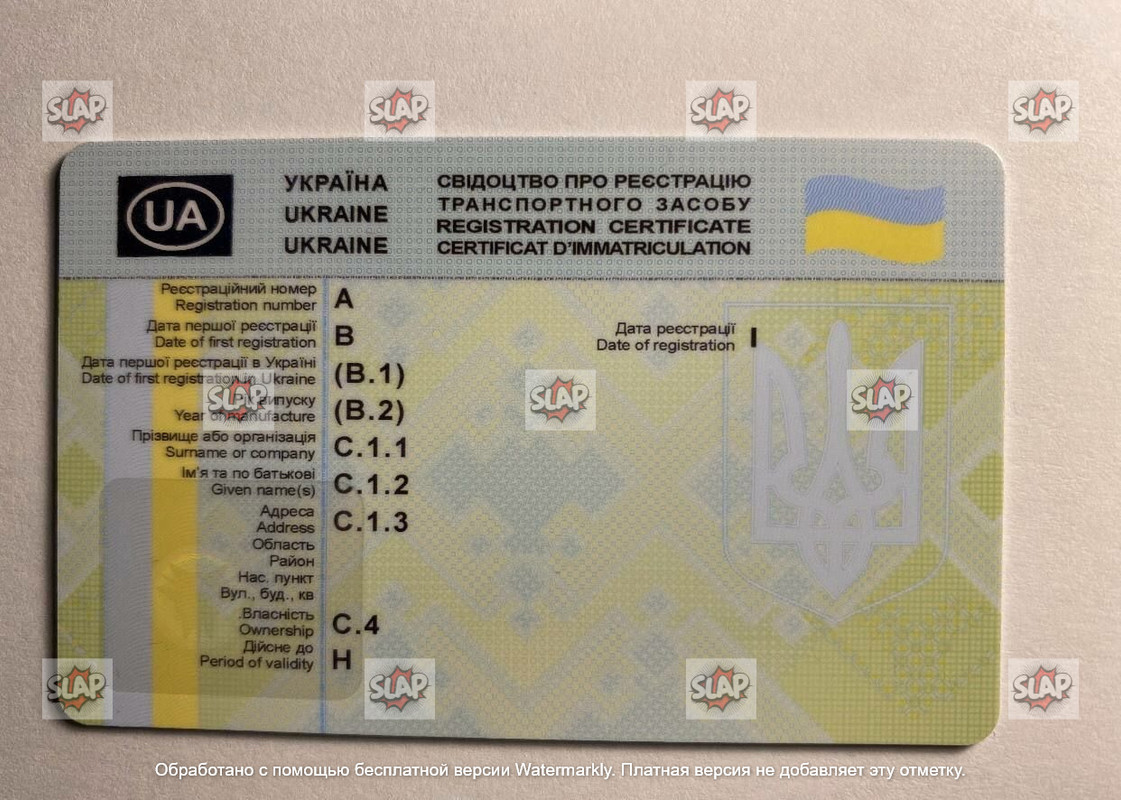 SLAP SLAP SLAP SLAP
UA
УКРАЇНА
UKRAINE
UKRAINE
СВІДОЦТВО ПРО РЕЄСТРАЦІЮ
ТРАНСПОРТНОГО ЗАСОБУ
REGISTRATION CERTIFICATE
CERTIFICAT D'IMMATRICULATION
Реєстраційний номер
Registration number
A
Дата першої реєстрації
Date of first registration
B
Дата реєстрації
Date of registration
I
Дата першої реєстрації в Україні
Date of first registration in Ukraine
(B.1)
SLAP SLAP SLAP
випуску
Year of manufacture
(B.2)
Прізвище або організація
Surname or company
C.1.1
Ім'я та по батькові
Given name(s)
C.1.2
Адреса
Address
C.1.3
Область
Район
Нас. пункт
Вул., буд., кв
.Власність
Ownership
C.4
Дійсне до
Period of validity
H
SLAP SLAP SLAP SLAP
Обработано с помощью бесплатной версии Watermarkly. Платная версия не добавляет эту отметку.